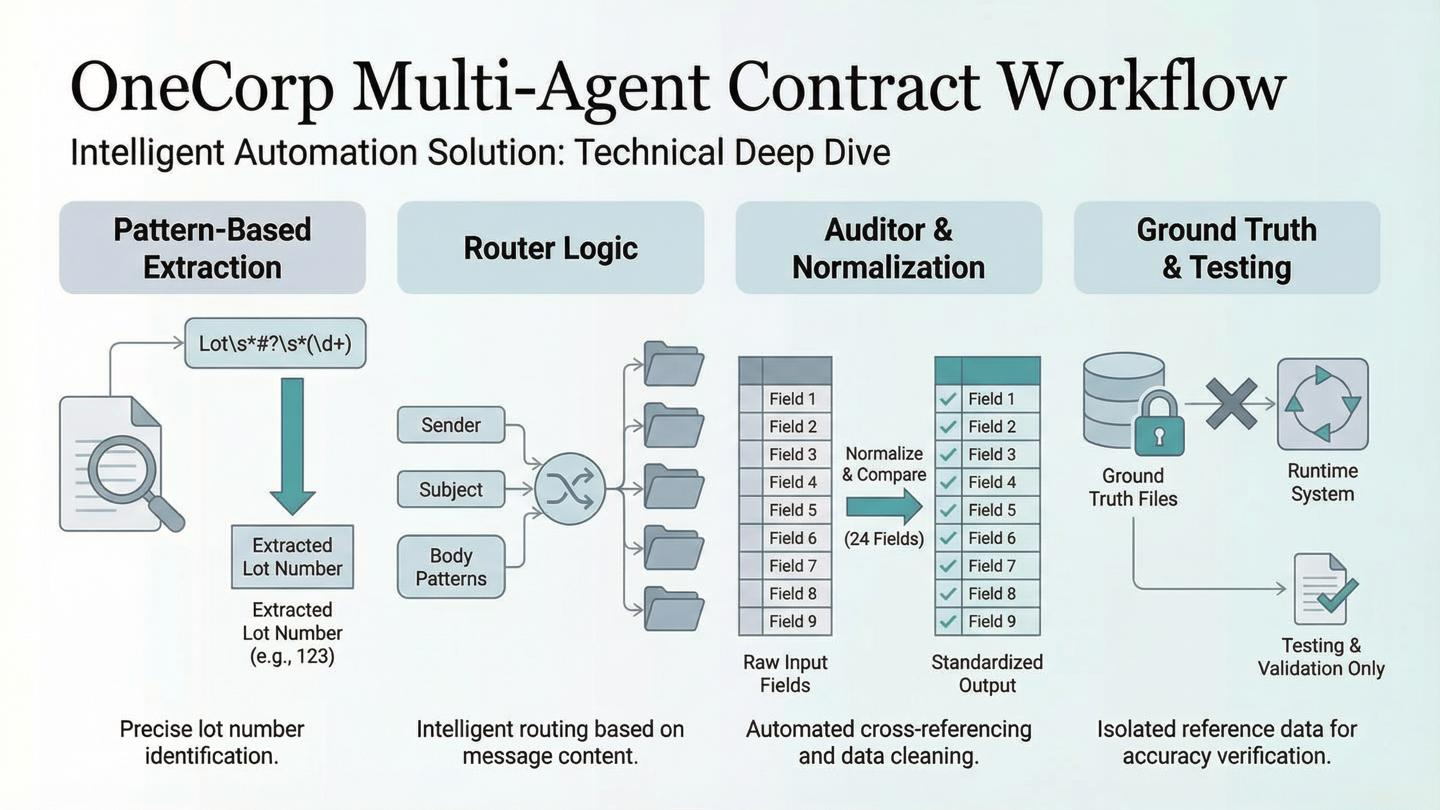 OneCorp Multi-Agent Contract Workflow
Intelligent Automation Solution: Technical Deep Dive
Pattern-Based
Extraction
Lot\s*#?\s*(\d+)
Extracted
Lot Number
Extracted
Lot Number
(e.g., 123)
Precise lot number
identification.
Router Logic
Sender
Subject
Body
Patterns
Intelligent routing based on
message content.
Auditor &
Normalization
Field 1
Field 2
Field 3
Field 4
Field 5
Field 6
Field 7
Field 8
Field 9
Raw Input
Fields
Normalize
& Compare
(24 Fields)
Field 1
Field 2
Field 3
Field 4
Field 5
Field 6
Field 7
Field 8
Field 9
Standardized
Output
Automated cross-referencing
and data cleaning.
Ground Truth
& Testing
Ground
Truth Files
Runtime
System
Testing &
Validation Only
Isolated reference data for
accuracy verification.